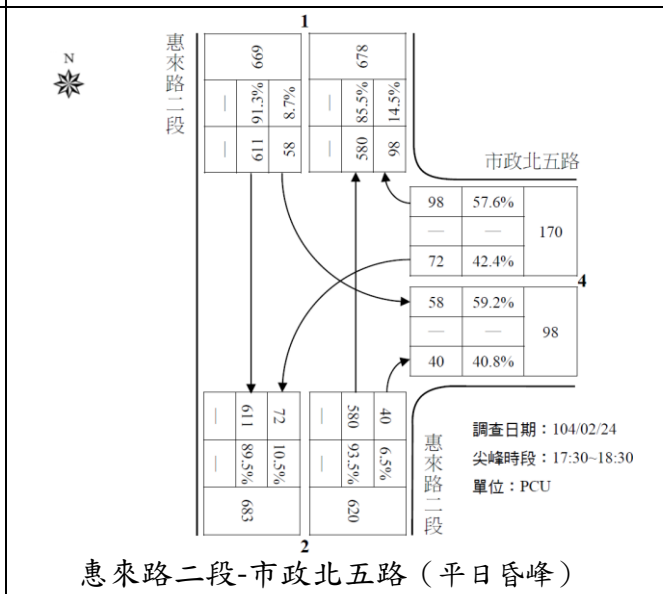 1
惠來路二段
N
669
— 91.3% 8.7%
— 611 58
678
— 85.5% 14.5%
— 580 98
市政北五路
98 57.6%
— — 170
72 42.4%
4
58 59.2%
— — 98
40 40.8%
— 611 72
— 89.5% 10.5%
683
— 580 40
— 93.5% 6.5%
620
惠來路二段
調查日期：104/02/24
尖峰時段：17:30~18:30
單位：PCU
2
惠來路二段-市政北五路（平日昏峰）